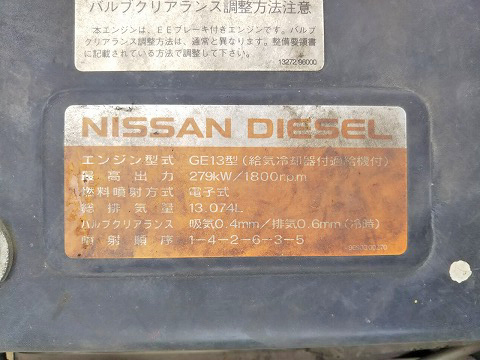 バルブクリアランス調整方法注意
本エンジンは、EEブレーキ付きエンジンです。バルブ
クリアランス調整方法は、通常と異なります。整備要領書
に記載されている方法で調整して下さい。
13272 96000
NISSAN DIESEL
エンジン型式 GE13型(給気冷却器付過給機付)
最高出力 279kW/1800rpm
燃料噴射方式 電子式
総排気量 13.074L
バルブクリアランス 吸気0.4mm/排気0.6mm(冷時)
噴射順序 1-4-2-6-3-5